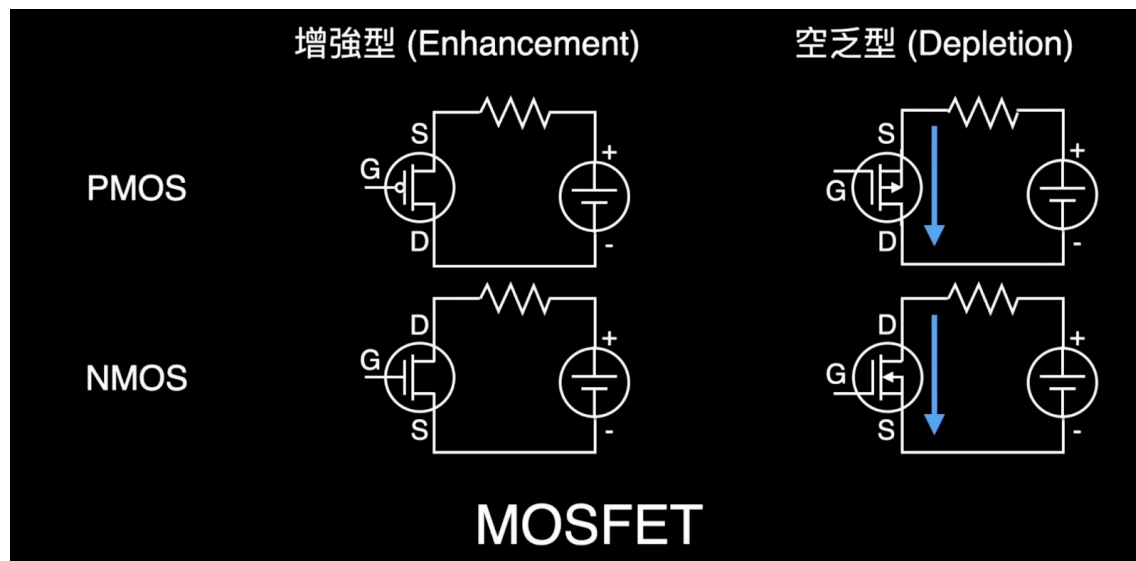 增強型 (Enhancement)
空乏型 (Depletion)
PMOS
S
G
D
+
-
S
G
D
+
-
NMOS
D
G
S
+
-
D
G
S
+
-
MOSFET